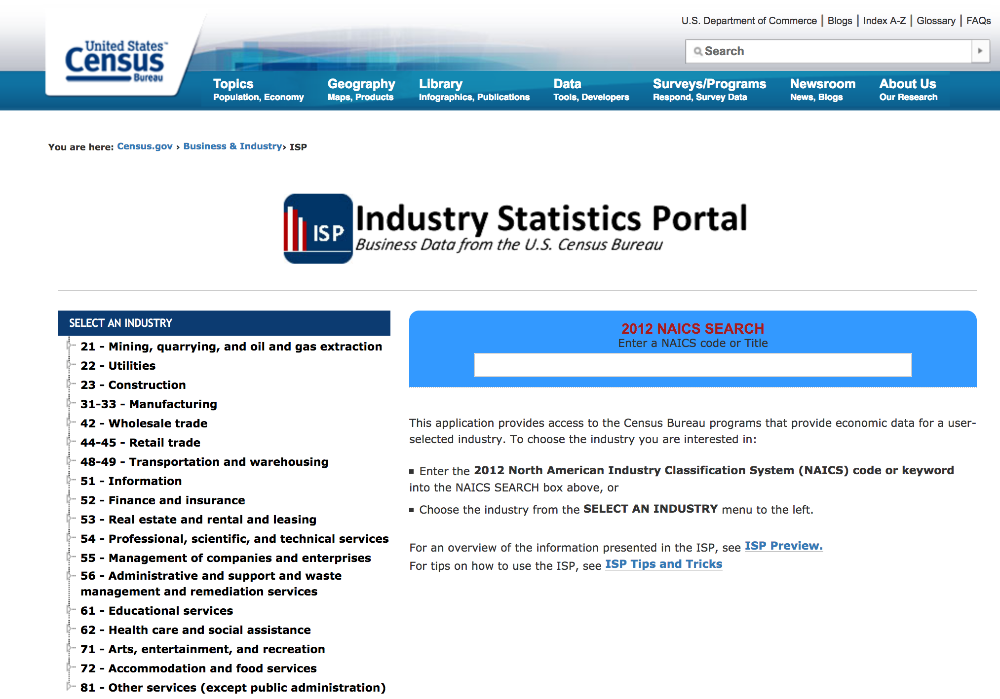 U.S. Department of Commerce | Blogs | Index A-Z | Glossary | FAQs
United States™
Census
Bureau
Search
Topics
Population, Economy
Geography
Maps, Products
Library
Infographics, Publications
Data
Tools, Developers
Surveys/Programs
Respond, Survey Data
Newsroom
News, Blogs
About Us
Our Research
You are here: Census.gov › Business & Industry› ISP
ISP
Industry Statistics Portal
Business Data from the U.S. Census Bureau
SELECT AN INDUSTRY
21 - Mining, quarrying, and oil and gas extraction
22 - Utilities
23 - Construction
31-33 - Manufacturing
42 - Wholesale trade
44-45 - Retail trade
48-49 - Transportation and warehousing
51 - Information
52 - Finance and insurance
53 - Real estate and rental and leasing
54 - Professional, scientific, and technical services
55 - Management of companies and enterprises
56 - Administrative and support and waste
management and remediation services
61 - Educational services
62 - Health care and social assistance
71 - Arts, entertainment, and recreation
72 - Accommodation and food services
81 - Other services (except public administration)
2012 NAICS SEARCH
Enter a NAICS code or Title
This application provides access to the Census Bureau programs that provide economic data for a user-
selected industry. To choose the industry you are interested in:
▪ Enter the 2012 North American Industry Classification System (NAICS) code or keyword
into the NAICS SEARCH box above, or
▪ Choose the industry from the SELECT AN INDUSTRY menu to the left.
For an overview of the information presented in the ISP, see ISP Preview.
For tips on how to use the ISP, see ISP Tips and Tricks